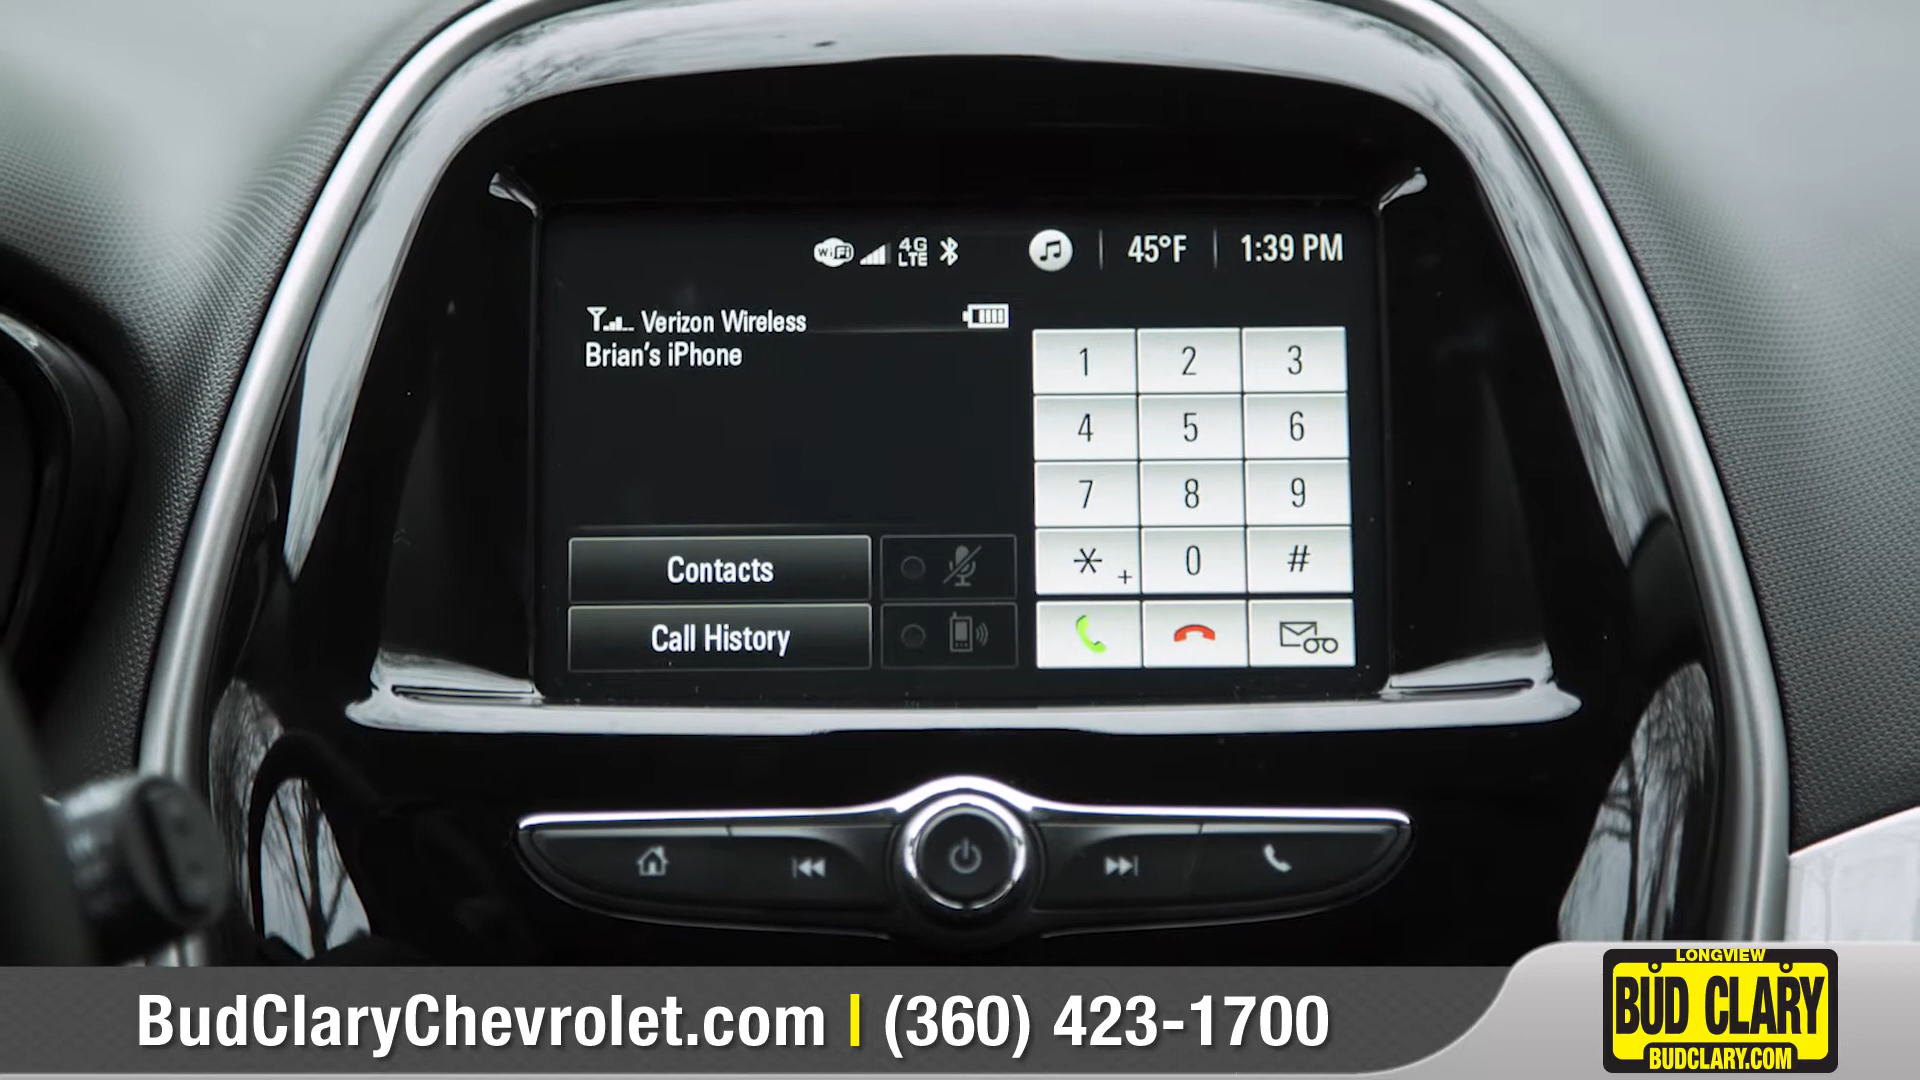 WiFi 4G LTE 45°F 1:39 PM
Verizon Wireless
Brian's iPhone
1 2 3
4 5 6
7 8 9
* + 0 #
Contacts
Call History
BudClaryChevrolet.com | (360) 423-1700
LONGVIEW
BUD CLARY
BUDCLARY.COM